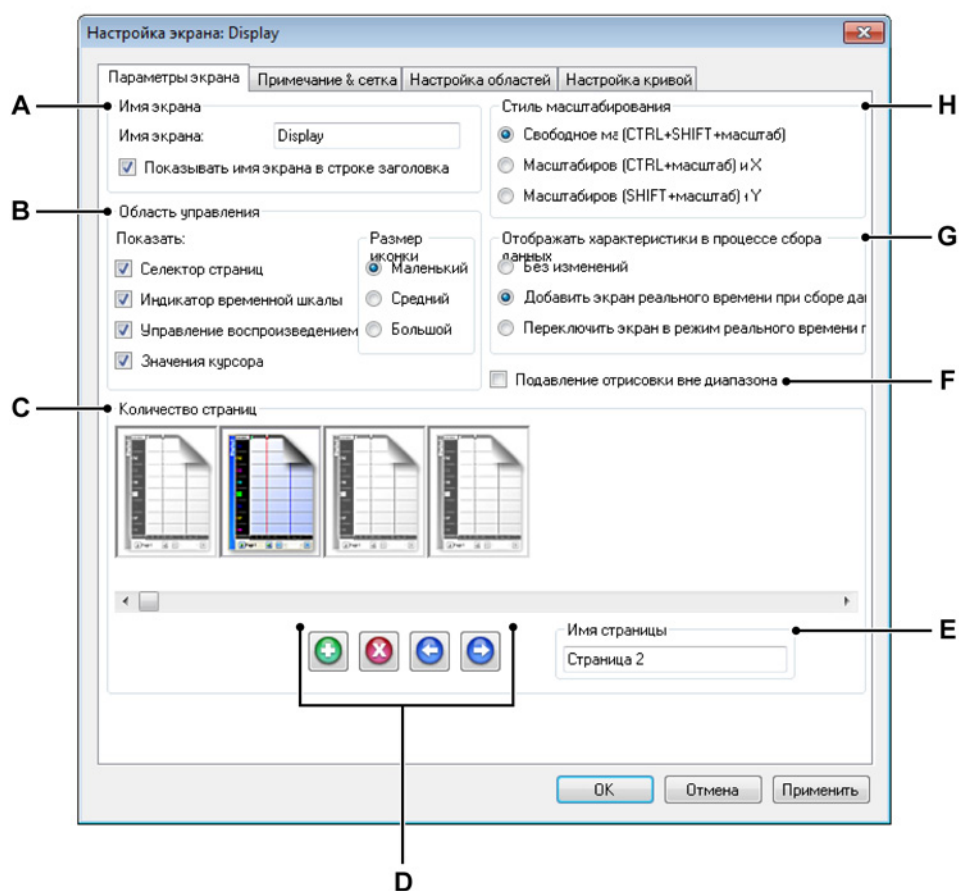 Настройка экрана: Display
Параметры экрана
Примечание & сетка
Настройка областей
Настройка кривой
A
Имя экрана
Имя экрана:
Display
Показывать имя экрана в строке заголовка
H
Стиль масштабирования
Свободное ма (CTRL+SHIFT+масштаб)
Масштабиров (CTRL+масштаб) и X
Масштабиров (SHIFT+масштаб) и Y
B
Область управления
Показать:
Селектор страниц
Индикатор временной шкалы
Управление воспроизведением
Значения курсора
Размер
иконки
Маленький
Средний
Большой
G
Отображать характеристики в процессе сбора
данных
Без изменений
Добавить экран реального времени при сборе да
Переключить экран в режим реального времени
F
Подавление отрисовки вне диапазона
C
Количество страниц
E
Имя страницы
Страница 2
D
OK
Отмена
Применить